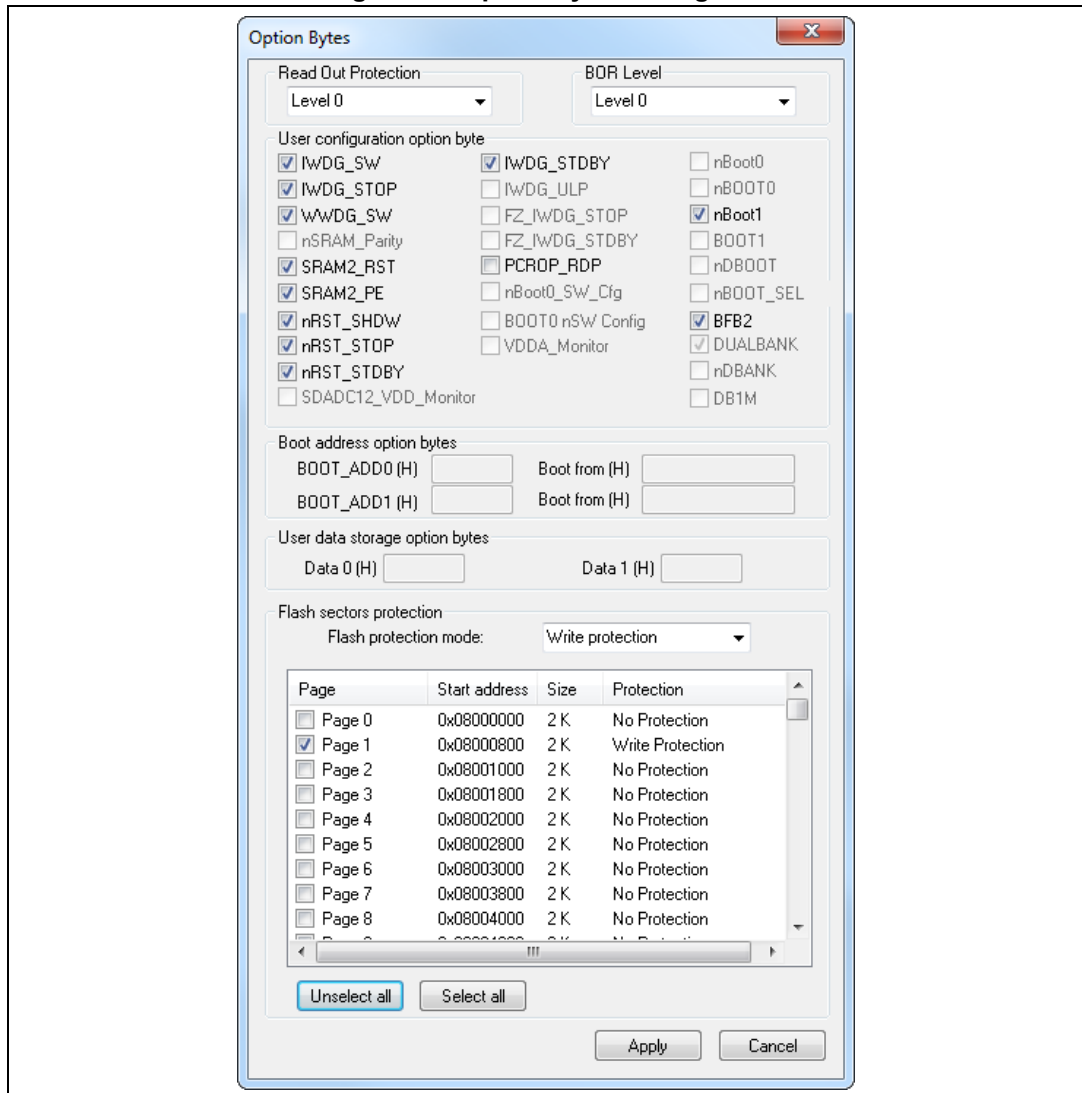 Option Bytes
Read Out Protection BOR Level
Level 0 Level 0
User configuration option byte
IWDG_SW IWDG_STDBY nBoot0
IWDG_STOP IWDG_ULP nBOOT0
WWDG_SW FZ_IWDG_STOP nBoot1
nSRAM_Parity FZ_IWDG_STDBY BOOT1
SRAM2_RST PCROP_RDP nDBOOT
SRAM2_PE nBoot0_SW_Cfg nBOOT_SEL
nRST_SHDW BOOT0 nSW Config BFB2
nRST_STOP VDDA_Monitor DUALBANK
nRST_STDBY nDBANK
SDADC12_VDD_Monitor DB1M
Boot address option bytes
BOOT_ADD0 (H) Boot from (H)
BOOT_ADD1 (H) Boot from (H)
User data storage option bytes
Data 0 (H) Data 1 (H)
Flash sectors protection
Flash protection mode: Write protection
Page Start address Size Protection
Page 0 0x08000000 2 K No Protection
Page 1 0x08000800 2 K Write Protection
Page 2 0x08001000 2 K No Protection
Page 3 0x08001800 2 K No Protection
Page 4 0x08002000 2 K No Protection
Page 5 0x08002800 2 K No Protection
Page 6 0x08003000 2 K No Protection
Page 7 0x08003800 2 K No Protection
Page 8 0x08004000 2 K No Protection
Unselect all Select all
Apply Cancel